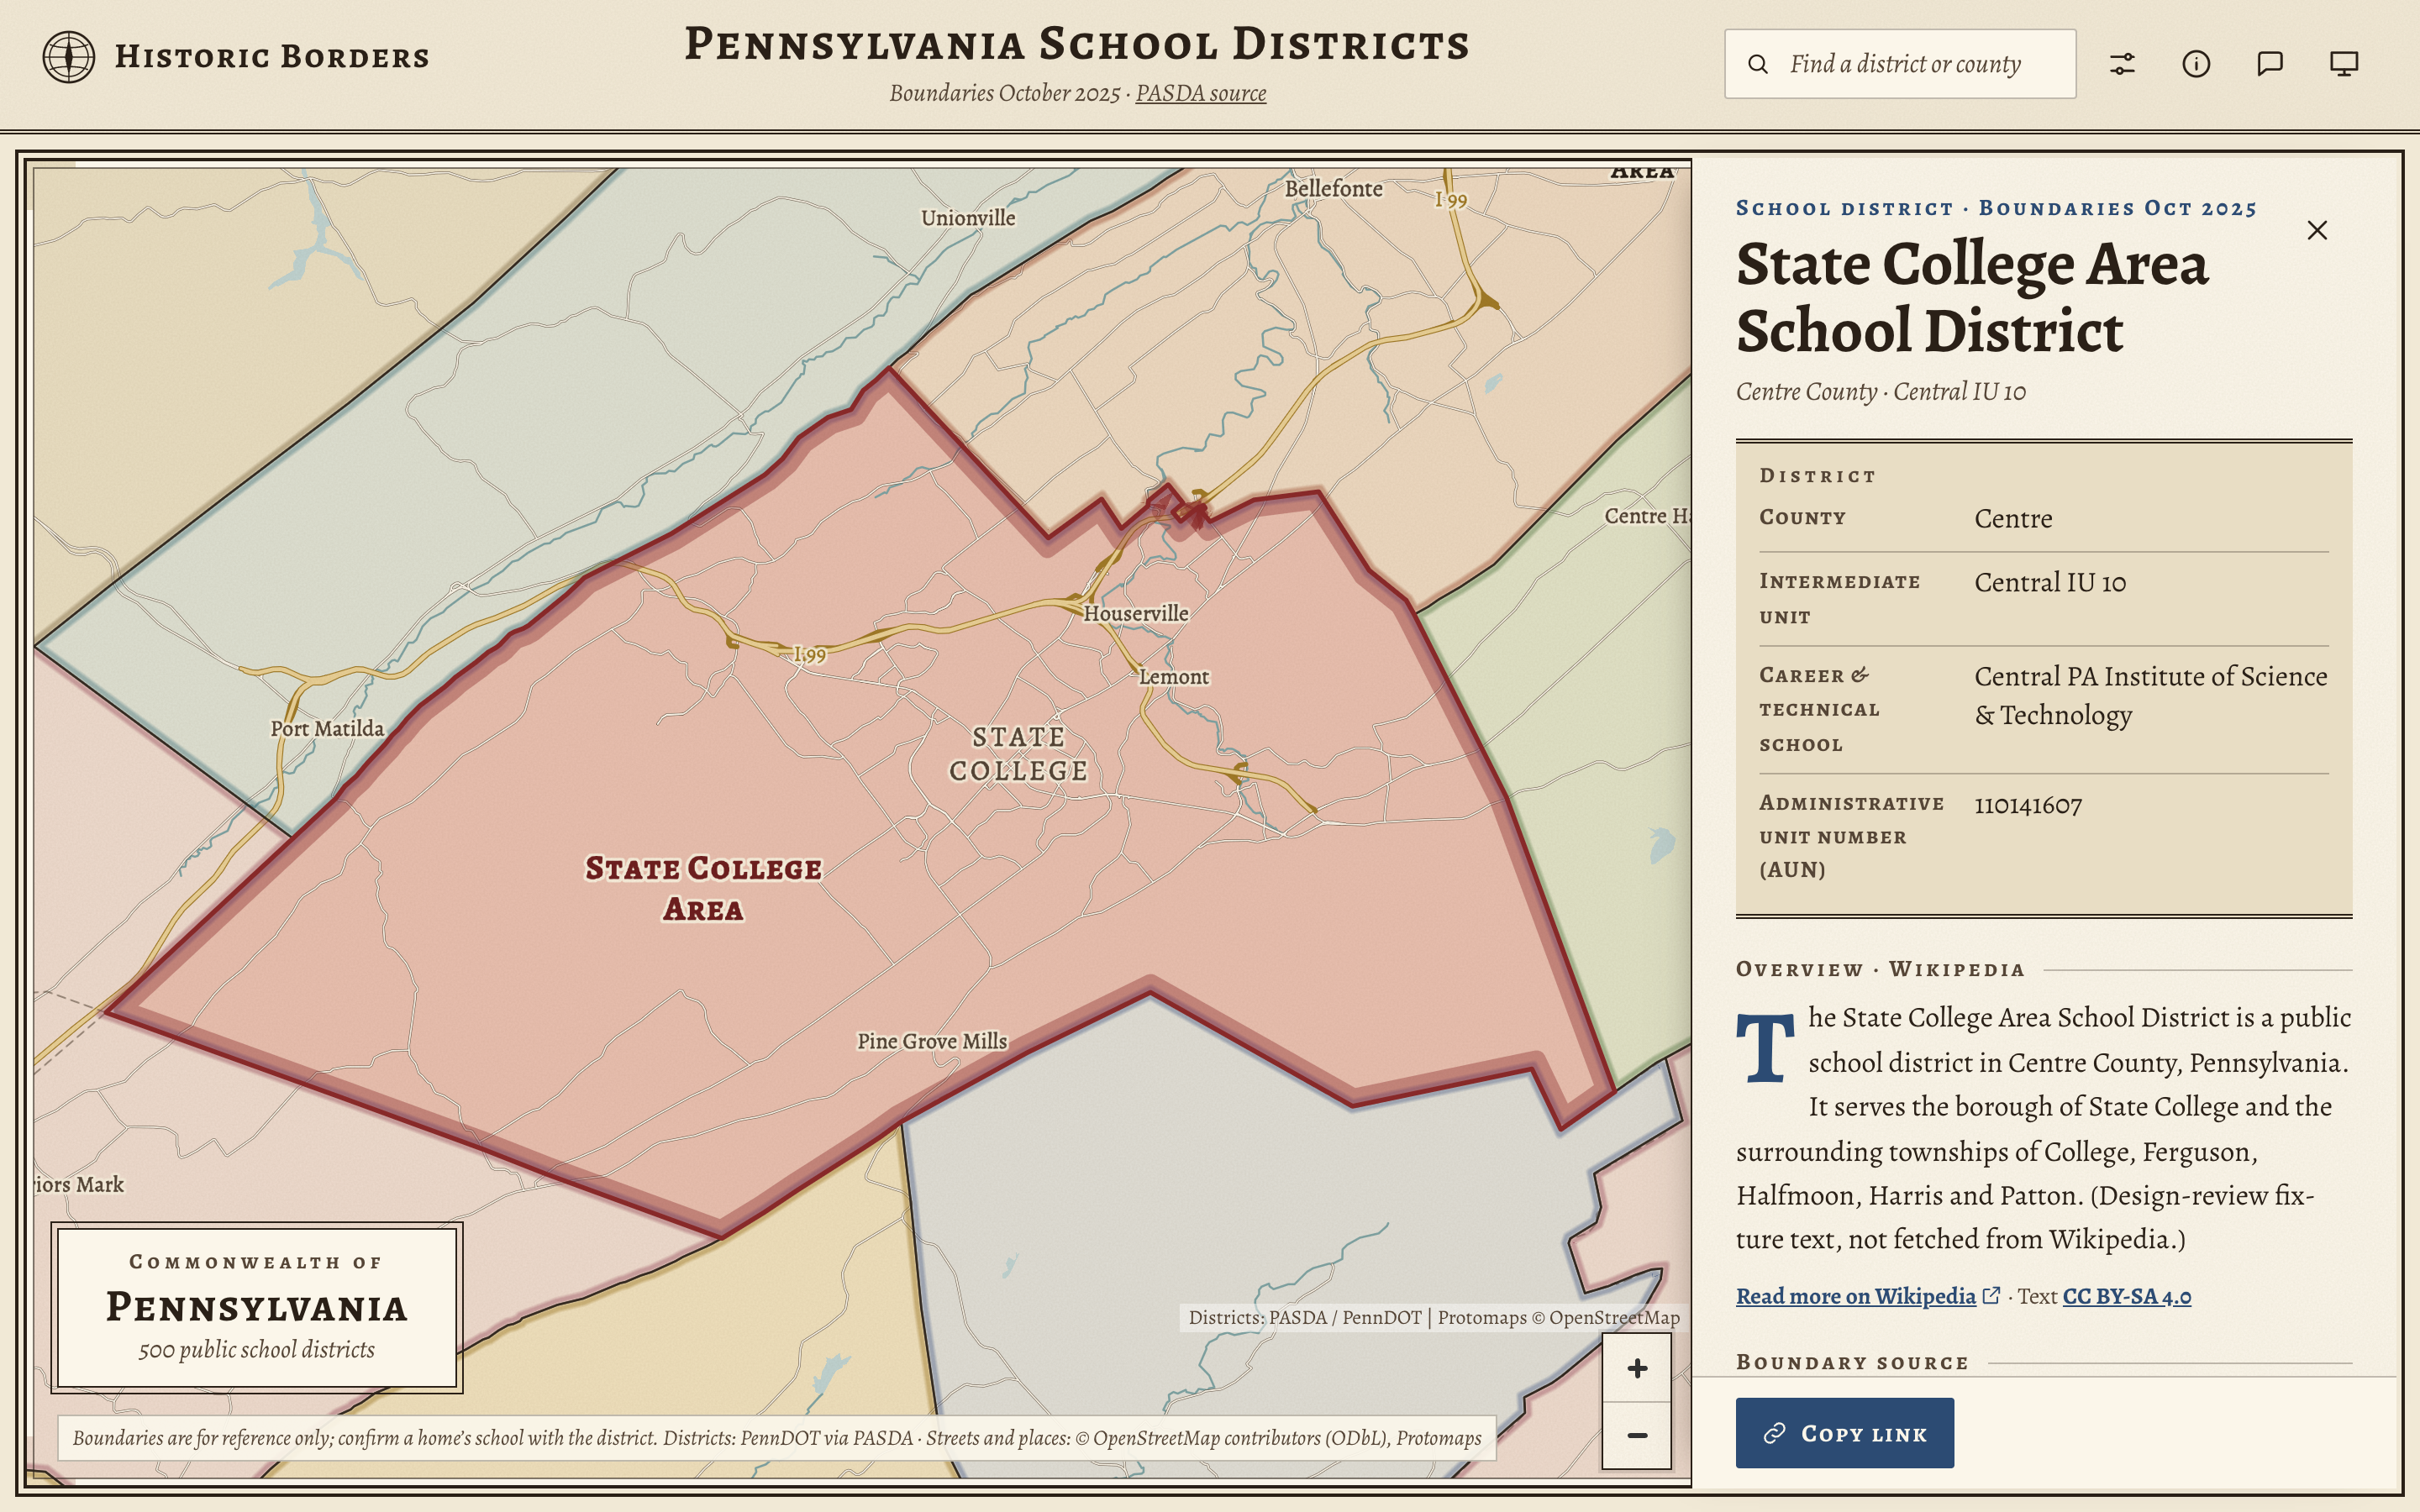 Historic Borders
Pennsylvania School Districts
Boundaries October 2025 · PASDA source
Find a district or county
Unionville
Bellefonte
I 99
Area
Centre H
Houserville
I 99
Lemont
Port Matilda
State
College
State College
Area
Pine Grove Mills
iors Mark
Commonwealth of
Pennsylvania
500 public school districts
Districts: PASDA / PennDOT | Protomaps © OpenStreetMap
+
−
Boundaries are for reference only; confirm a home's school with the district. Districts: PennDOT via PASDA · Streets and places: © OpenStreetMap contributors (ODbL), Protomaps
School district · Boundaries Oct 2025
State College Area
School District
Centre County · Central IU 10
District
County Centre
Intermediate Central IU 10
unit
Career & Central PA Institute of Science
technical & Technology
school
Administrative 110141607
unit number
(AUN)
Overview · Wikipedia
The State College Area School District is a public
school district in Centre County, Pennsylvania.
It serves the borough of State College and the
surrounding townships of College, Ferguson,
Halfmoon, Harris and Patton. (Design-review fix-
ture text, not fetched from Wikipedia.)
Read more on Wikipedia · Text CC BY-SA 4.0
Boundary source
Copy link